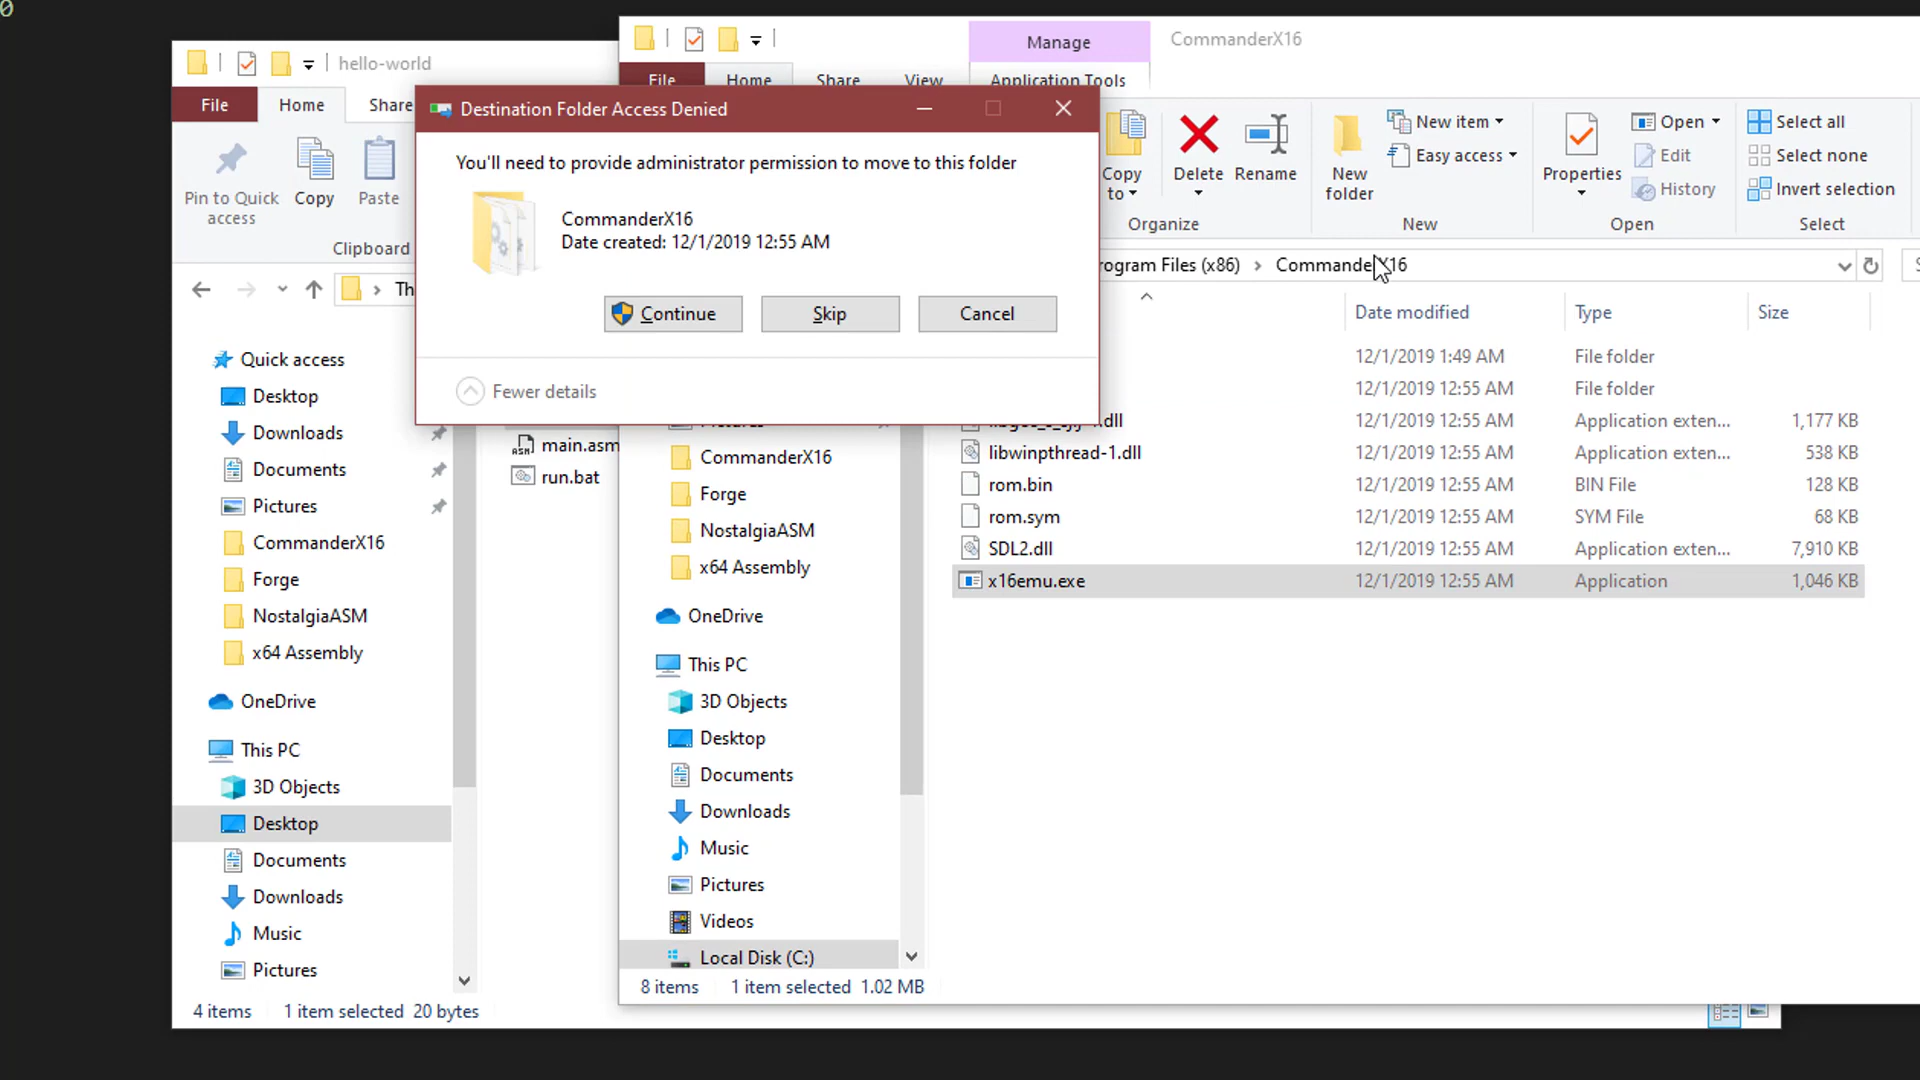 0
hello-world
File
Home
Share
Pin to Quick access
Copy
Paste
Clipboard
Th
Quick access
Desktop
Downloads
Documents
Pictures
CommanderX16
Forge
NostalgiaASM
x64 Assembly
OneDrive
This PC
3D Objects
Desktop
Documents
Downloads
Music
Pictures
main.asm
run.bat
4 items
1 item selected 20 bytes
Destination Folder Access Denied
You'll need to provide administrator permission to move to this folder
CommanderX16
Date created: 12/1/2019 12:55 AM
Continue
Skip
Cancel
Fewer details
Manage
CommanderX16
File
Home
Share
View
Application Tools
Copy to
Delete
Rename
Organize
New folder
New item
Easy access
New
Properties
Open
Edit
History
Open
Select all
Select none
Invert selection
Select
rogram Files (x86) > CommanderX16
Date modified
Type
Size
12/1/2019 1:49 AM File folder
12/1/2019 12:55 AM File folder
12/1/2019 12:55 AM Application exten... 1,177 KB
libwinpthread-1.dll 12/1/2019 12:55 AM Application exten... 538 KB
rom.bin 12/1/2019 12:55 AM BIN File 128 KB
rom.sym 12/1/2019 12:55 AM SYM File 68 KB
SDL2.dll 12/1/2019 12:55 AM Application exten... 7,910 KB
x16emu.exe 12/1/2019 12:55 AM Application 1,046 KB
CommanderX16
Forge
NostalgiaASM
x64 Assembly
OneDrive
This PC
3D Objects
Desktop
Documents
Downloads
Music
Pictures
Videos
Local Disk (C:)
8 items
1 item selected 1.02 MB